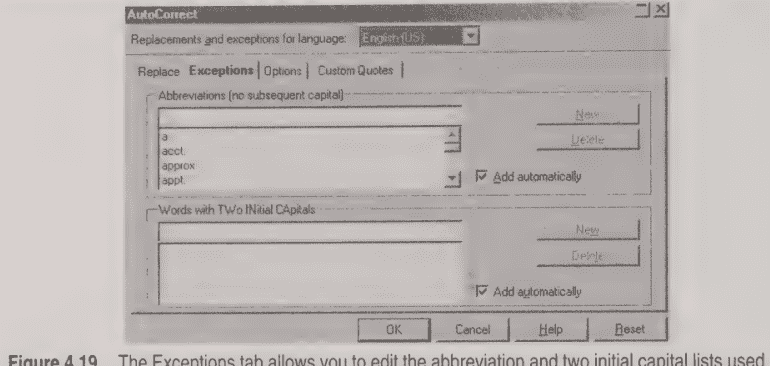 AutoCorrect
Replacements and exceptions for language: English (US)
Replace Exceptions Options Custom Quotes
Abbreviations (no subsequent capital)
New
a
Delete
acct.
approx
appt.
Add automatically
Words with TWo INitial CApitals
New
Delete
Add automatically
OK Cancel Help Reset
Figure 4.19 The Exceptions tab allows you to edit the abbreviation and two initial capital lists used